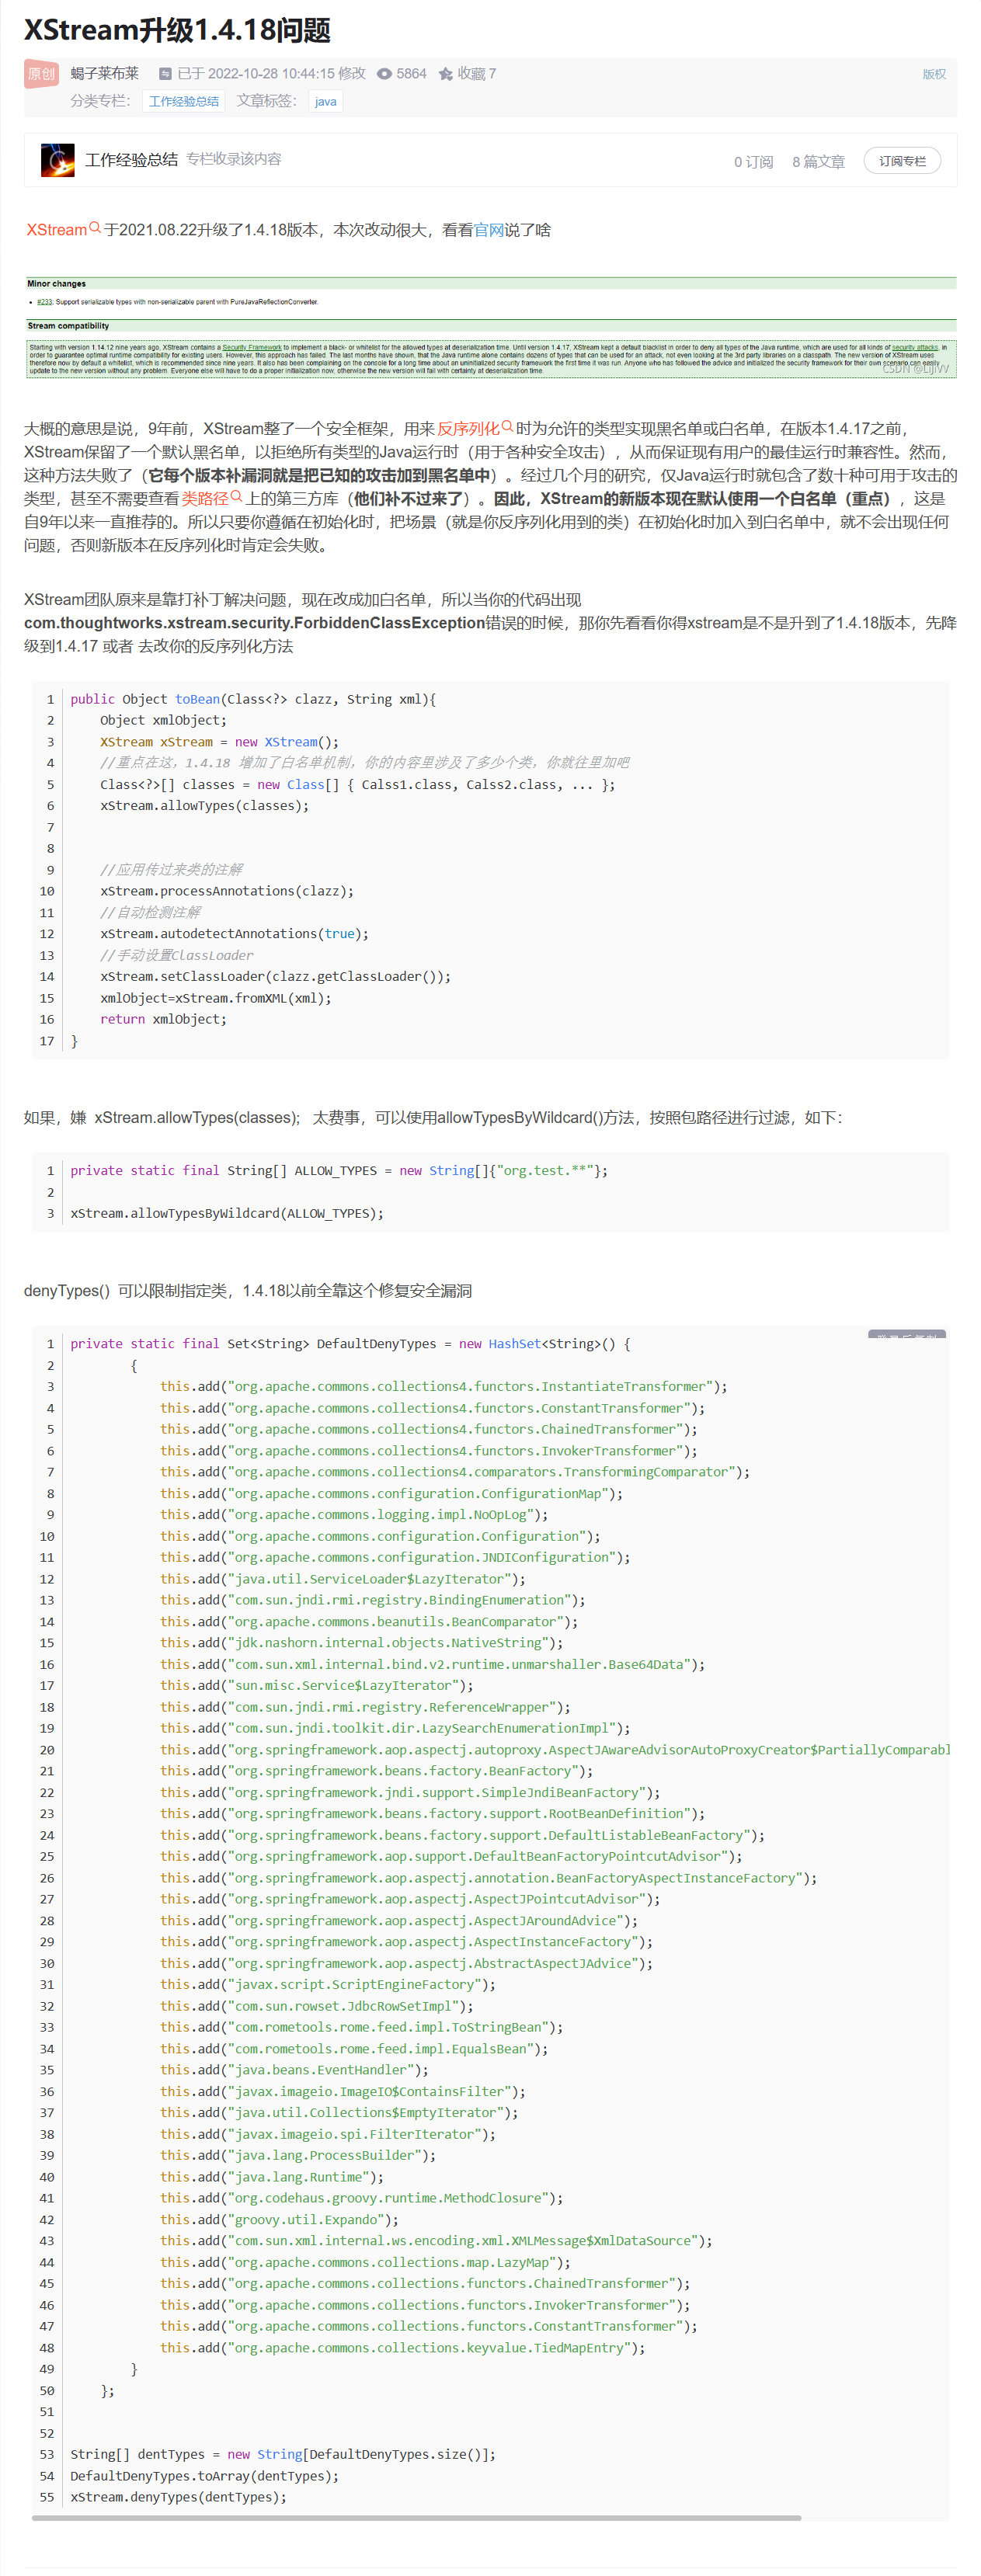 XStream升级1.4.18问题
原创 蝎子莱布莱 已于 2022-10-28 10:44:15 修改 5864 收藏 7 版权
分类专栏： 工作经验总结 文章标签： java
工作经验总结 专栏收录该内容 0 订阅 8 篇文章 订阅专栏
XStream于2021.08.22升级了1.4.18版本，本次改动很大，看看官网说了啥
Minor changes
#233: Support serializable types with non-serializable parent with PureJavaReflectionConverter.
Stream compatibility
Starting with version 1.14.12 nine years ago, XStream contains a Security Framework to implement a black- or whitelist for the allowed types at deserialization time. Until version 1.4.17, XStream kept a default blacklist in order to deny all types of the Java runtime, which are used for all kinds of security attacks, in
order to guarantee optimal runtime compatibility for existing users. However, this approach has failed. The last months have shown, that the Java runtime alone contains dozens of types that can be used for an attack, not even looking at the 3rd party libraries on a classpath. The new version of XStream uses
therefore now by default a whitelist, which is recommended since nine years. It also has been complaining on the console for a long time about an uninitialized security framework the first time it was run. Anyone who has followed the advice and initialized the security framework for their own scenario can easily
update to the new version without any problem. Everyone else will have to do a proper initialization now, otherwise the new version will fail with certainty at deserialization time.
CSDN @LljlVV
大概的意思是说，9年前，XStream整了一个安全框架，用来反序列化时为允许的类型实现黑名单或白名单，在版本1.4.17之前，
XStream保留了一个默认黑名单，以拒绝所有类型的Java运行时（用于各种安全攻击），从而保证现有用户的最佳运行时兼容性。然而，
这种方法失败了（它每个版本补漏洞就是把已知的攻击加到黑名单中）。经过几个月的研究，仅Java运行时就包含了数十种可用于攻击的
类型，甚至不需要查看类路径上的第三方库（他们补不过来了）。因此，XStream的新版本现在默认使用一个白名单（重点），这是
自9年以来一直推荐的。所以只要你遵循在初始化时，把场景（就是你反序列化用到的类）在初始化时加入到白名单中，就不会出现任何
问题，否则新版本在反序列化时肯定会失败。
XStream团队原来是靠打补丁解决问题，现在改成加白名单，所以当你的代码出现
com.thoughtworks.xstream.security.ForbiddenClassException错误的时候，那你先看看你得xstream是不是升到了1.4.18版本，先降
级到1.4.17 或者 去改你的反序列化方法
1 public Object toBean(Class<?> clazz, String xml){
2 Object xmlObject;
3 XStream xStream = new XStream();
4 //重点在这，1.4.18 增加了白名单机制，你的内容里涉及了多少个类，你就往里加吧
5 Class<?>[] classes = new Class[] { Calss1.class, Calss2.class, ... };
6 xStream.allowTypes(classes);
7
8
9 //应用传过来类的注解
10 xStream.processAnnotations(clazz);
11 //自动检测注解
12 xStream.autodetectAnnotations(true);
13 //手动设置ClassLoader
14 xStream.setClassLoader(clazz.getClassLoader());
15 xmlObject=xStream.fromXML(xml);
16 return xmlObject;
17 }
如果，嫌 xStream.allowTypes(classes); 太费事，可以使用allowTypesByWildcard()方法，按照包路径进行过滤，如下：
1 private static final String[] ALLOW_TYPES = new String[]{"org.test.**"};
2
3 xStream.allowTypesByWildcard(ALLOW_TYPES);
denyTypes() 可以限制指定类，1.4.18以前全靠这个修复安全漏洞
1 private static final Set<String> DefaultDenyTypes = new HashSet<String>() {
2 {
3 this.add("org.apache.commons.collections4.functors.InstantiateTransformer");
4 this.add("org.apache.commons.collections4.functors.ConstantTransformer");
5 this.add("org.apache.commons.collections4.functors.ChainedTransformer");
6 this.add("org.apache.commons.collections4.functors.InvokerTransformer");
7 this.add("org.apache.commons.collections4.comparators.TransformingComparator");
8 this.add("org.apache.commons.configuration.ConfigurationMap");
9 this.add("org.apache.commons.logging.impl.NoOpLog");
10 this.add("org.apache.commons.configuration.Configuration");
11 this.add("org.apache.commons.configuration.JNDIConfiguration");
12 this.add("java.util.ServiceLoader$LazyIterator");
13 this.add("com.sun.jndi.rmi.registry.BindingEnumeration");
14 this.add("org.apache.commons.beanutils.BeanComparator");
15 this.add("jdk.nashorn.internal.objects.NativeString");
16 this.add("com.sun.xml.internal.bind.v2.runtime.unmarshaller.Base64Data");
17 this.add("sun.misc.Service$LazyIterator");
18 this.add("com.sun.jndi.rmi.registry.ReferenceWrapper");
19 this.add("com.sun.jndi.toolkit.dir.LazySearchEnumerationImpl");
20 this.add("org.springframework.aop.aspectj.autoproxy.AspectJAwareAdvisorAutoProxyCreator$PartiallyComparabl
21 this.add("org.springframework.beans.factory.BeanFactory");
22 this.add("org.springframework.jndi.support.SimpleJndiBeanFactory");
23 this.add("org.springframework.beans.factory.support.RootBeanDefinition");
24 this.add("org.springframework.beans.factory.support.DefaultListableBeanFactory");
25 this.add("org.springframework.aop.support.DefaultBeanFactoryPointcutAdvisor");
26 this.add("org.springframework.aop.aspectj.annotation.BeanFactoryAspectInstanceFactory");
27 this.add("org.springframework.aop.aspectj.AspectJPointcutAdvisor");
28 this.add("org.springframework.aop.aspectj.AspectJAroundAdvice");
29 this.add("org.springframework.aop.aspectj.AspectInstanceFactory");
30 this.add("org.springframework.aop.aspectj.AbstractAspectJAdvice");
31 this.add("javax.script.ScriptEngineFactory");
32 this.add("com.sun.rowset.JdbcRowSetImpl");
33 this.add("com.rometools.rome.feed.impl.ToStringBean");
34 this.add("com.rometools.rome.feed.impl.EqualsBean");
35 this.add("java.beans.EventHandler");
36 this.add("javax.imageio.ImageIO$ContainsFilter");
37 this.add("java.util.Collections$EmptyIterator");
38 this.add("javax.imageio.spi.FilterIterator");
39 this.add("java.lang.ProcessBuilder");
40 this.add("java.lang.Runtime");
41 this.add("org.codehaus.groovy.runtime.MethodClosure");
42 this.add("groovy.util.Expando");
43 this.add("com.sun.xml.internal.ws.encoding.xml.XMLMessage$XmlDataSource");
44 this.add("org.apache.commons.collections.map.LazyMap");
45 this.add("org.apache.commons.collections.functors.ChainedTransformer");
46 this.add("org.apache.commons.collections.functors.InvokerTransformer");
47 this.add("org.apache.commons.collections.functors.ConstantTransformer");
48 this.add("org.apache.commons.collections.keyvalue.TiedMapEntry");
49 }
50 };
51
52
53 String[] dentTypes = new String[DefaultDenyTypes.size()];
54 DefaultDenyTypes.toArray(dentTypes);
55 xStream.denyTypes(dentTypes);